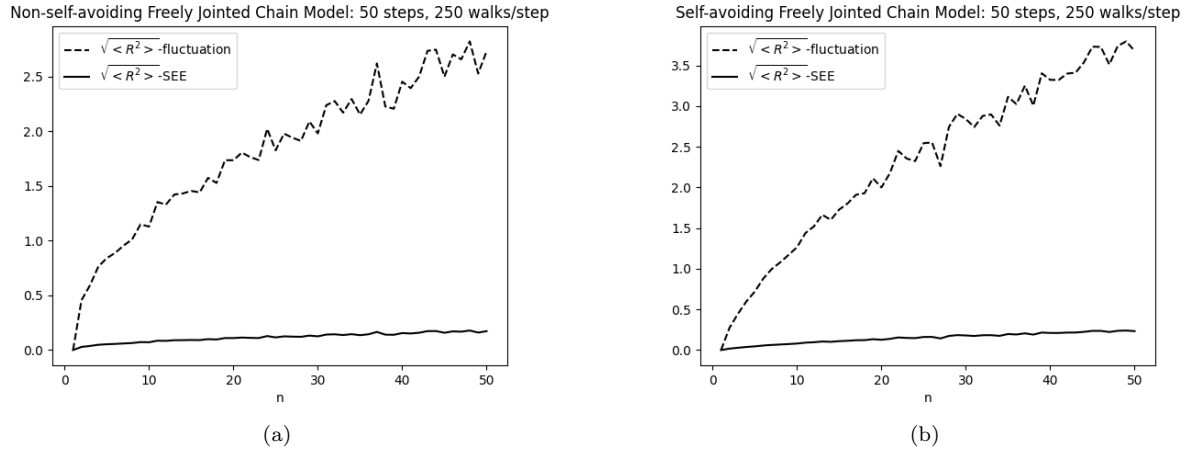 Non-self-avoiding Freely Jointed Chain Model: 50 steps, 250 walks/step
√<R²>-fluctuation
√<R²>-SEE
2.5
2.0
1.5
1.0
0.5
0.0
0 10 20 30 40 50
n
(a)
Self-avoiding Freely Jointed Chain Model: 50 steps, 250 walks/step
√<R²>-fluctuation
√<R²>-SEE
3.5
3.0
2.5
2.0
1.5
1.0
0.5
0.0
0 10 20 30 40 50
n
(b)